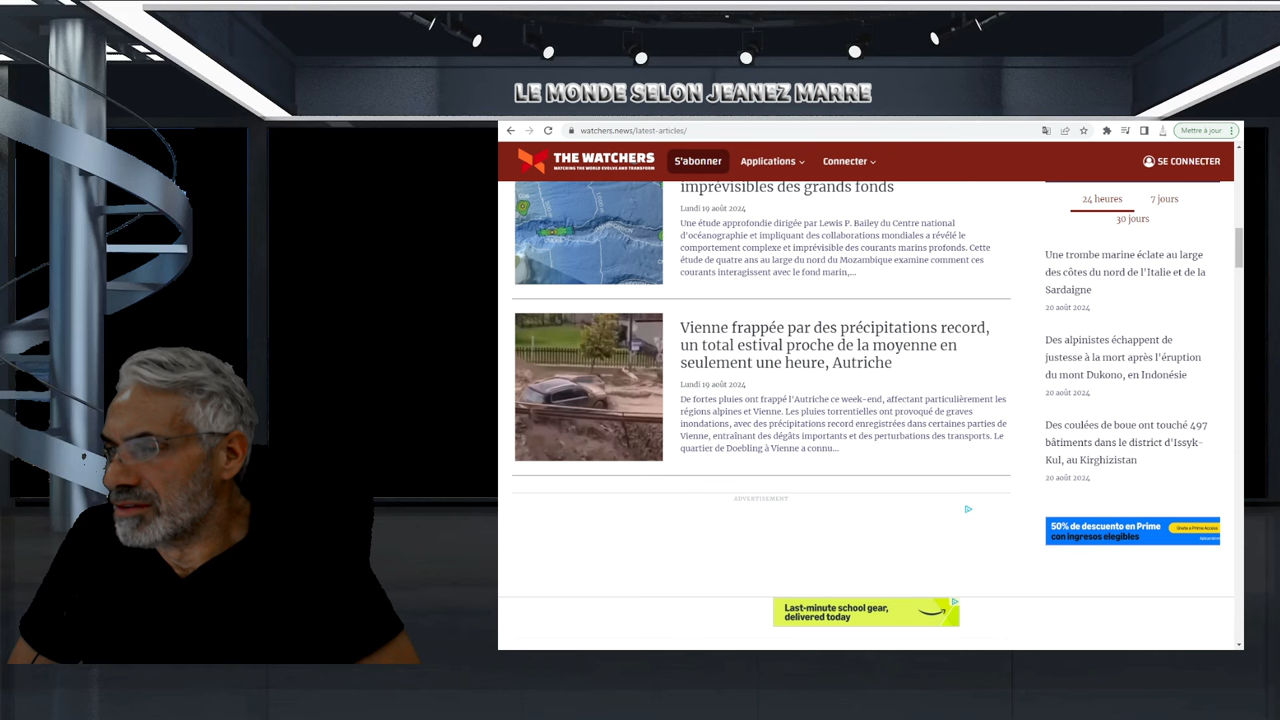 LE MONDE SELON JEANEZ MARRE
watchers.news/latest-articles/
Mettre à jour
THE WATCHERS
WATCHING THE WORLD EVOLVE AND TRANSFORM
S'abonner
Applications
Connecter
SE CONNECTER
imprévisibles des grands fonds
Lundi 19 août 2024
Une étude approfondie dirigée par Lewis P. Bailey du Centre national
d'océanographie et impliquant des collaborations mondiales a révélé le
comportement complexe et imprévisible des courants marins profonds. Cette
étude de quatre ans au large du nord du Mozambique examine comment ces
courants interagissent avec le fond marin,...
Vienne frappée par des précipitations record,
un total estival proche de la moyenne en
seulement une heure, Autriche
Lundi 19 août 2024
De fortes pluies ont frappé l'Autriche ce week-end, affectant particulièrement les
régions alpines et Vienne. Les pluies torrentielles ont provoqué de graves
inondations, avec des précipitations record enregistrées dans certaines parties de
Vienne, entraînant des dégâts importants et des perturbations des transports. Le
quartier de Doebling à Vienne a connu...
ADVERTISEMENT
Last-minute school gear,
delivered today
24 heures
7 jours
30 jours
Une trombe marine éclate au large
des côtes du nord de l'Italie et de la
Sardaigne
20 août 2024
Des alpinistes échappent de
justesse à la mort après l'éruption
du mont Dukono, en Indonésie
20 août 2024
Des coulées de boue ont touché 497
bâtiments dans le district d'Issyk-
Kul, au Kirghizistan
20 août 2024
50% de descuento en Prime
con ingresos elegibles